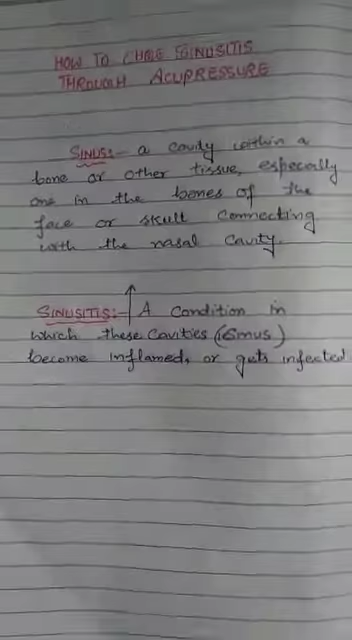 HOW TO CURE SINUSITIS
THROUGH ACUPRESSURE
SINUS:- a cavity within a
bone or other tissue, especially
one in the bones of the
face or skull connecting
with the nasal cavity.
SINUSITIS:- A condition in
which these cavities (Sinus)
become inflamed, or gets infected